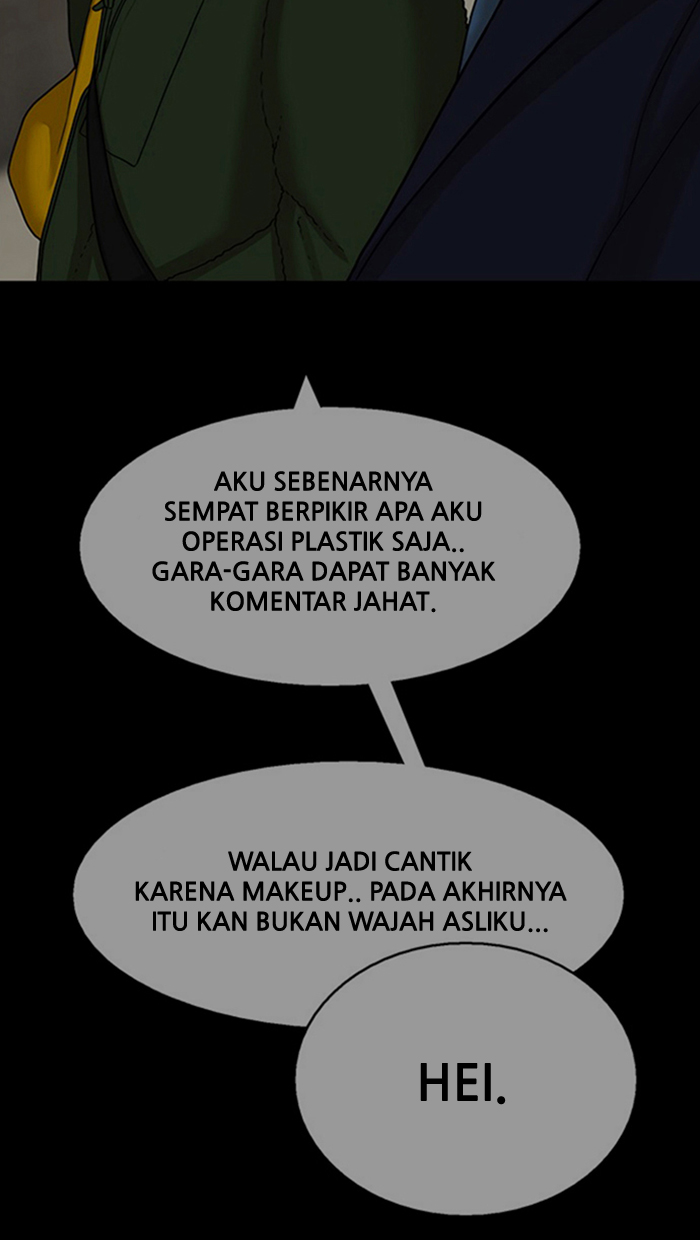 AKU SEBENARNYA
SEMPAT BERPIKIR APA AKU
OPERASI PLASTIK SAJA..
GARA-GARA DAPAT BANYAK
KOMENTAR JAHAT.
WALAU JADI CANTIK
KARENA MAKEUP.. PADA AKHIRNYA
ITU KAN BUKAN WAJAH ASLIKU...
HEI.